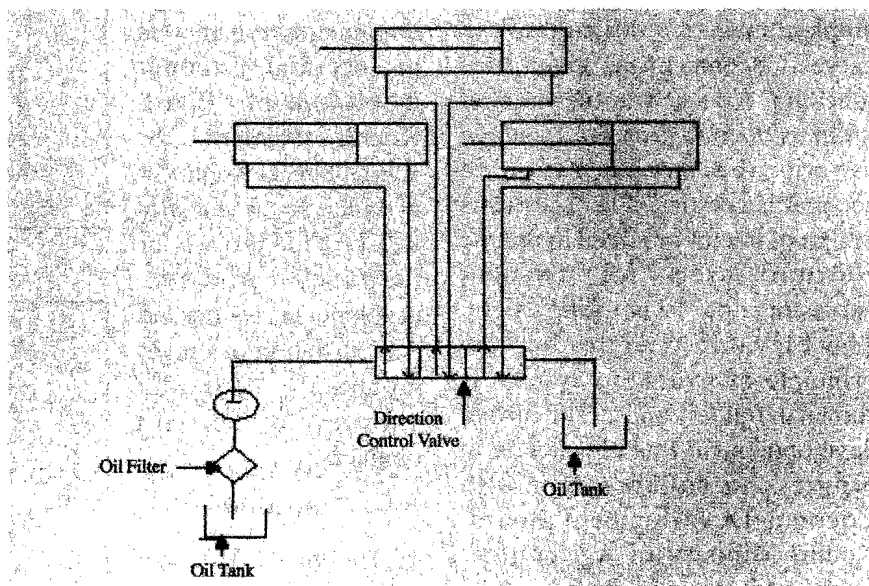 Direction
Control Valve
Oil Filter
Oil Tank
Oil Tank